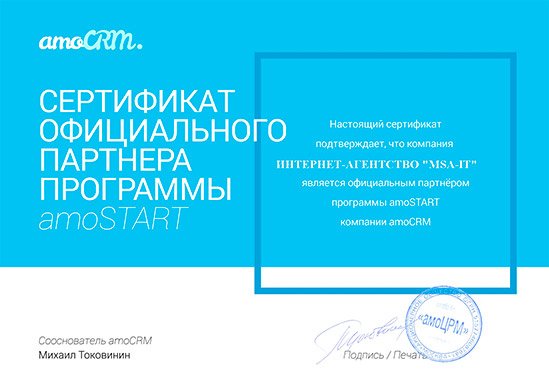 amoCRM.
СЕРТИФИКАТ
ОФИЦИАЛЬНОГО
ПАРТНЕРА
ПРОГРАММЫ
amoSTART
Настоящий сертификат
подтверждает, что компания
ИНТЕРНЕТ-АГЕНТСТВО "MSA-IT"
является официальным партнёром
программы amoSTART
компании amoCRM
Сооснователь amoCRM
Михаил Токовинин
Подпись / Печать
«амоЦРМ»